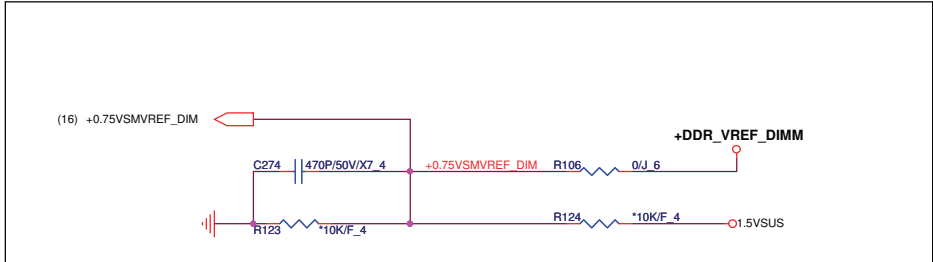 (16) +0.75VSMVREF_DIM
+DDR_VREF_DIMM
C274 470P/50V/X7_4
+0.75VSMVREF_DIM
R106 0/J_6
R123 *10K/F_4
R124 *10K/F_4
1.5VSUS